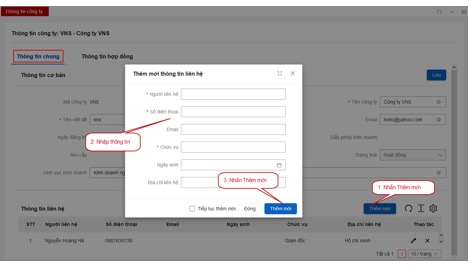 Thông tin công ty
Thông tin công ty: VNS - Công ty VNS
Thông tin chung
Thông tin hợp đồng
Thông tin cơ bản
Lưu
Mã công ty VNS
* Tên công ty Công ty VNS
* Tên viết tắt vns
Email hello@yahoo.com
Giấy phép kinh doanh
Nơi cấp
Trạng thái Hoạt động
Lĩnh vực kinh doanh
Thêm mới thông tin liên hệ
* Người liên hệ
* Số điện thoại
Email
* Chức vụ
Ngày sinh
Địa chỉ liên hệ
Tiếp tục thêm mới Đóng Thêm mới
2. Nhập thông tin
3. Nhấn Thêm mới
1. Nhấn Thêm mới
Thông tin liên hệ
Thêm mới
STT Người liên hệ Số điện thoại Email Ngày sinh Chức vụ Địa chỉ liên hệ Thao tác
1 Nguyễn Hoàng Hà 0987636738 Giám đốc Hồ chí minh
Tất cả 1 1 10 / trang